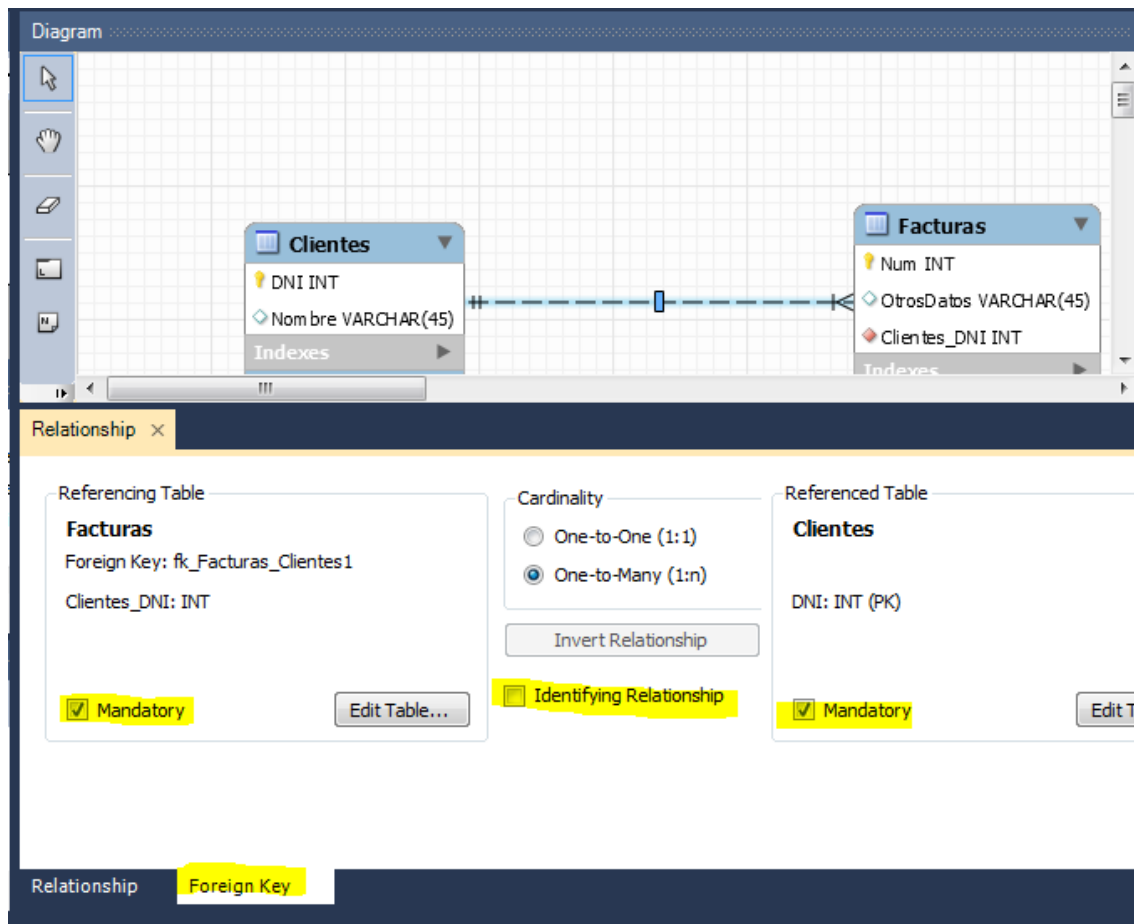 Diagram
Clientes
DNI INT
Nombre VARCHAR(45)
Indexes
Facturas
Num INT
OtrosDatos VARCHAR(45)
Clientes_DNI INT
Indexes
Relationship
Referencing Table
Facturas
Foreign Key: fk_Facturas_Clientes1
Clientes_DNI: INT
Mandatory
Edit Table...
Cardinality
One-to-One (1:1)
One-to-Many (1:n)
Invert Relationship
Identifying Relationship
Referenced Table
Clientes
DNI: INT (PK)
Mandatory
Edit T
Relationship
Foreign Key